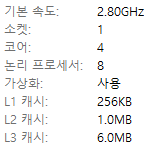 기본 속도: 2.80GHz
소켓: 1
코어: 4
논리 프로세서: 8
가상화: 사용
L1 캐시: 256KB
L2 캐시: 1.0MB
L3 캐시: 6.0MB